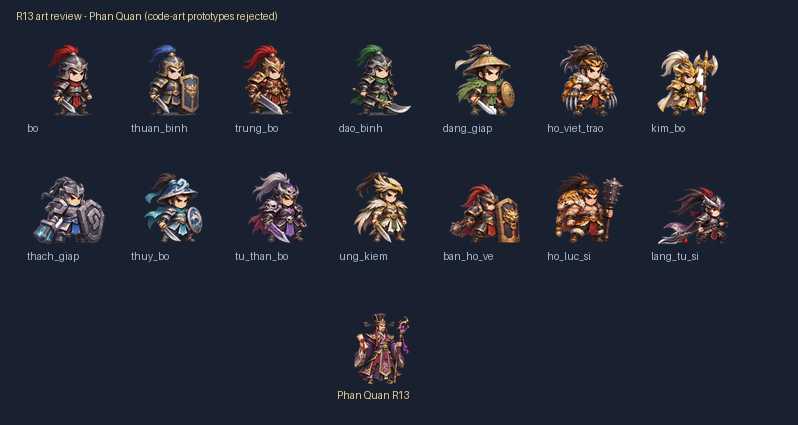 R13 art review - Phan Quan (code-art prototypes rejected)
bo
thuan_binh
trung_bo
dao_binh
dang_giap
ho_viet_trao
kim_bo
thach_giap
thuy_bo
tu_than_bo
ung_kiem
ban_ho_ve
ho_luc_si
lang_tu_si
Phan Quan R13